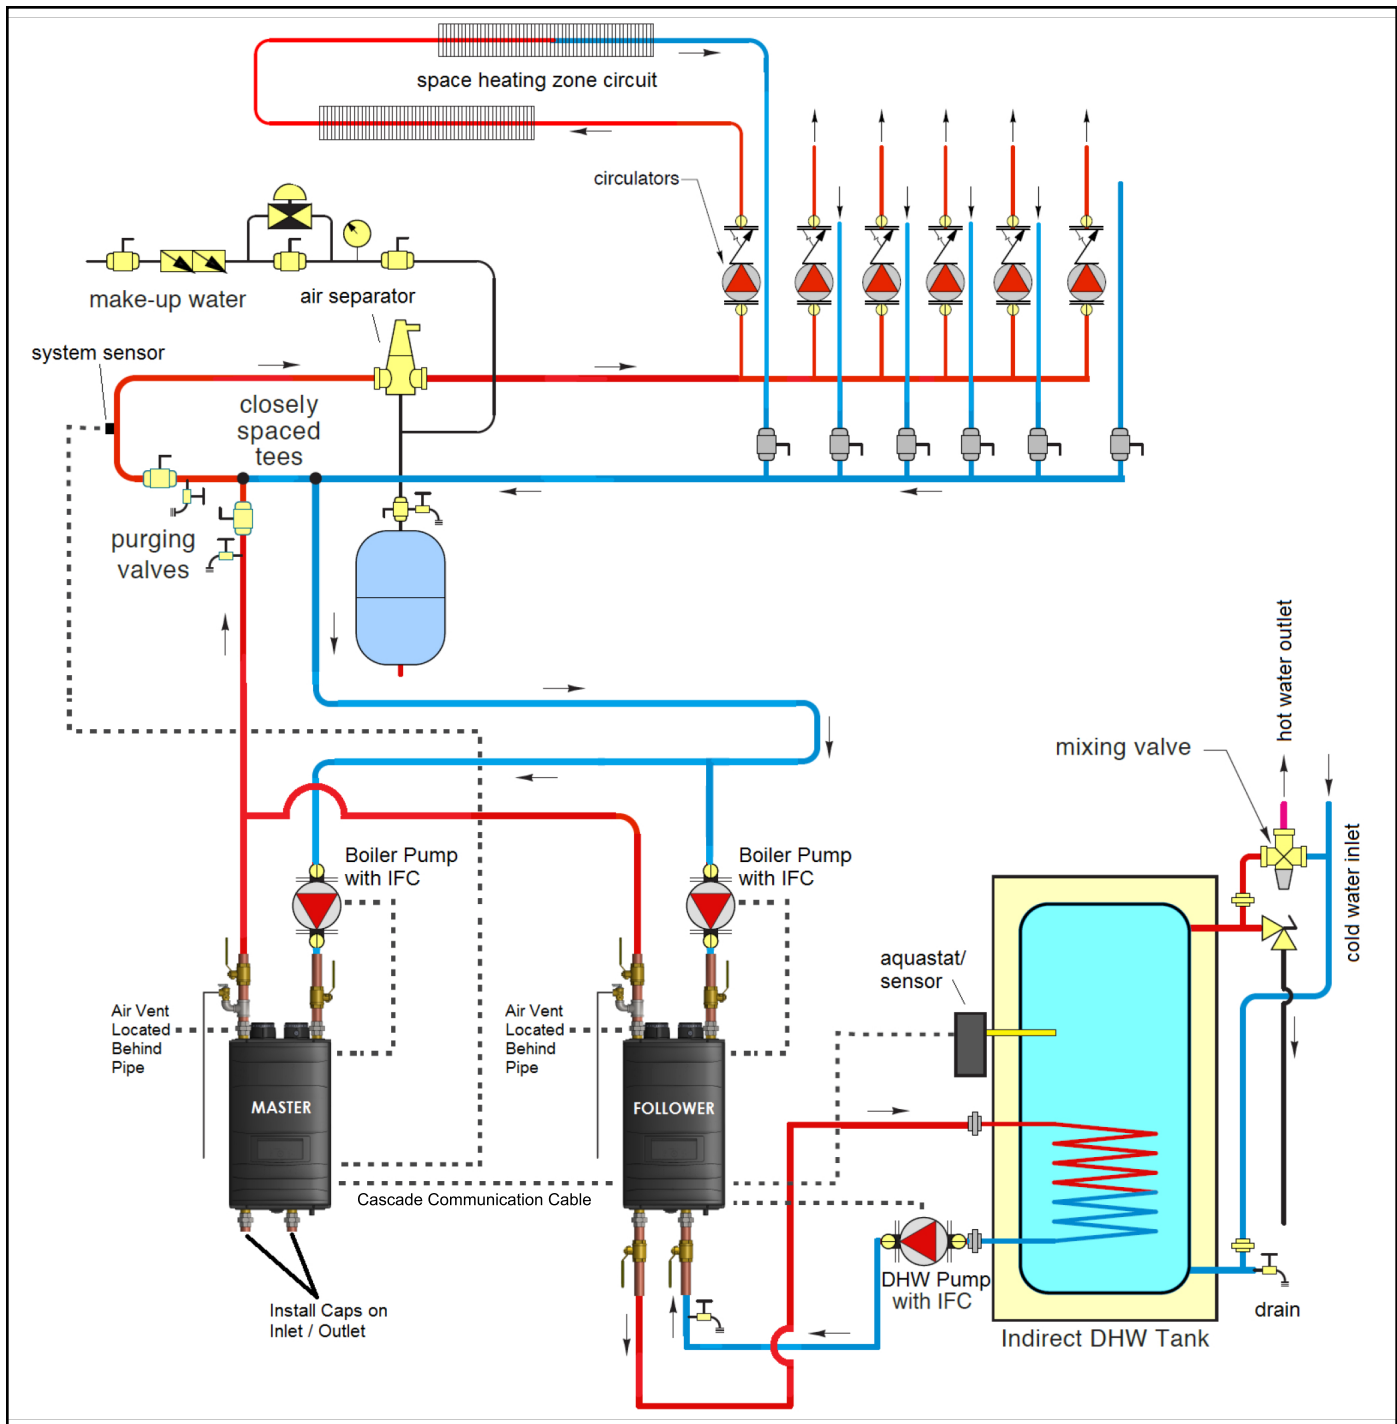 space heating zone circuit
circulators
make-up water
air separator
system sensor
closely
spaced
tees
purging
valves
hot water outlet
mixing valve
cold water inlet
Boiler Pump
with IFC
Boiler Pump
with IFC
aquastat/
sensor
Air Vent
Located
Behind
Pipe
Air Vent
Located
Behind
Pipe
MASTER
FOLLOWER
Cascade Communication Cable
DHW Pump
with IFC
Install Caps on
Inlet / Outlet
drain
Indirect DHW Tank